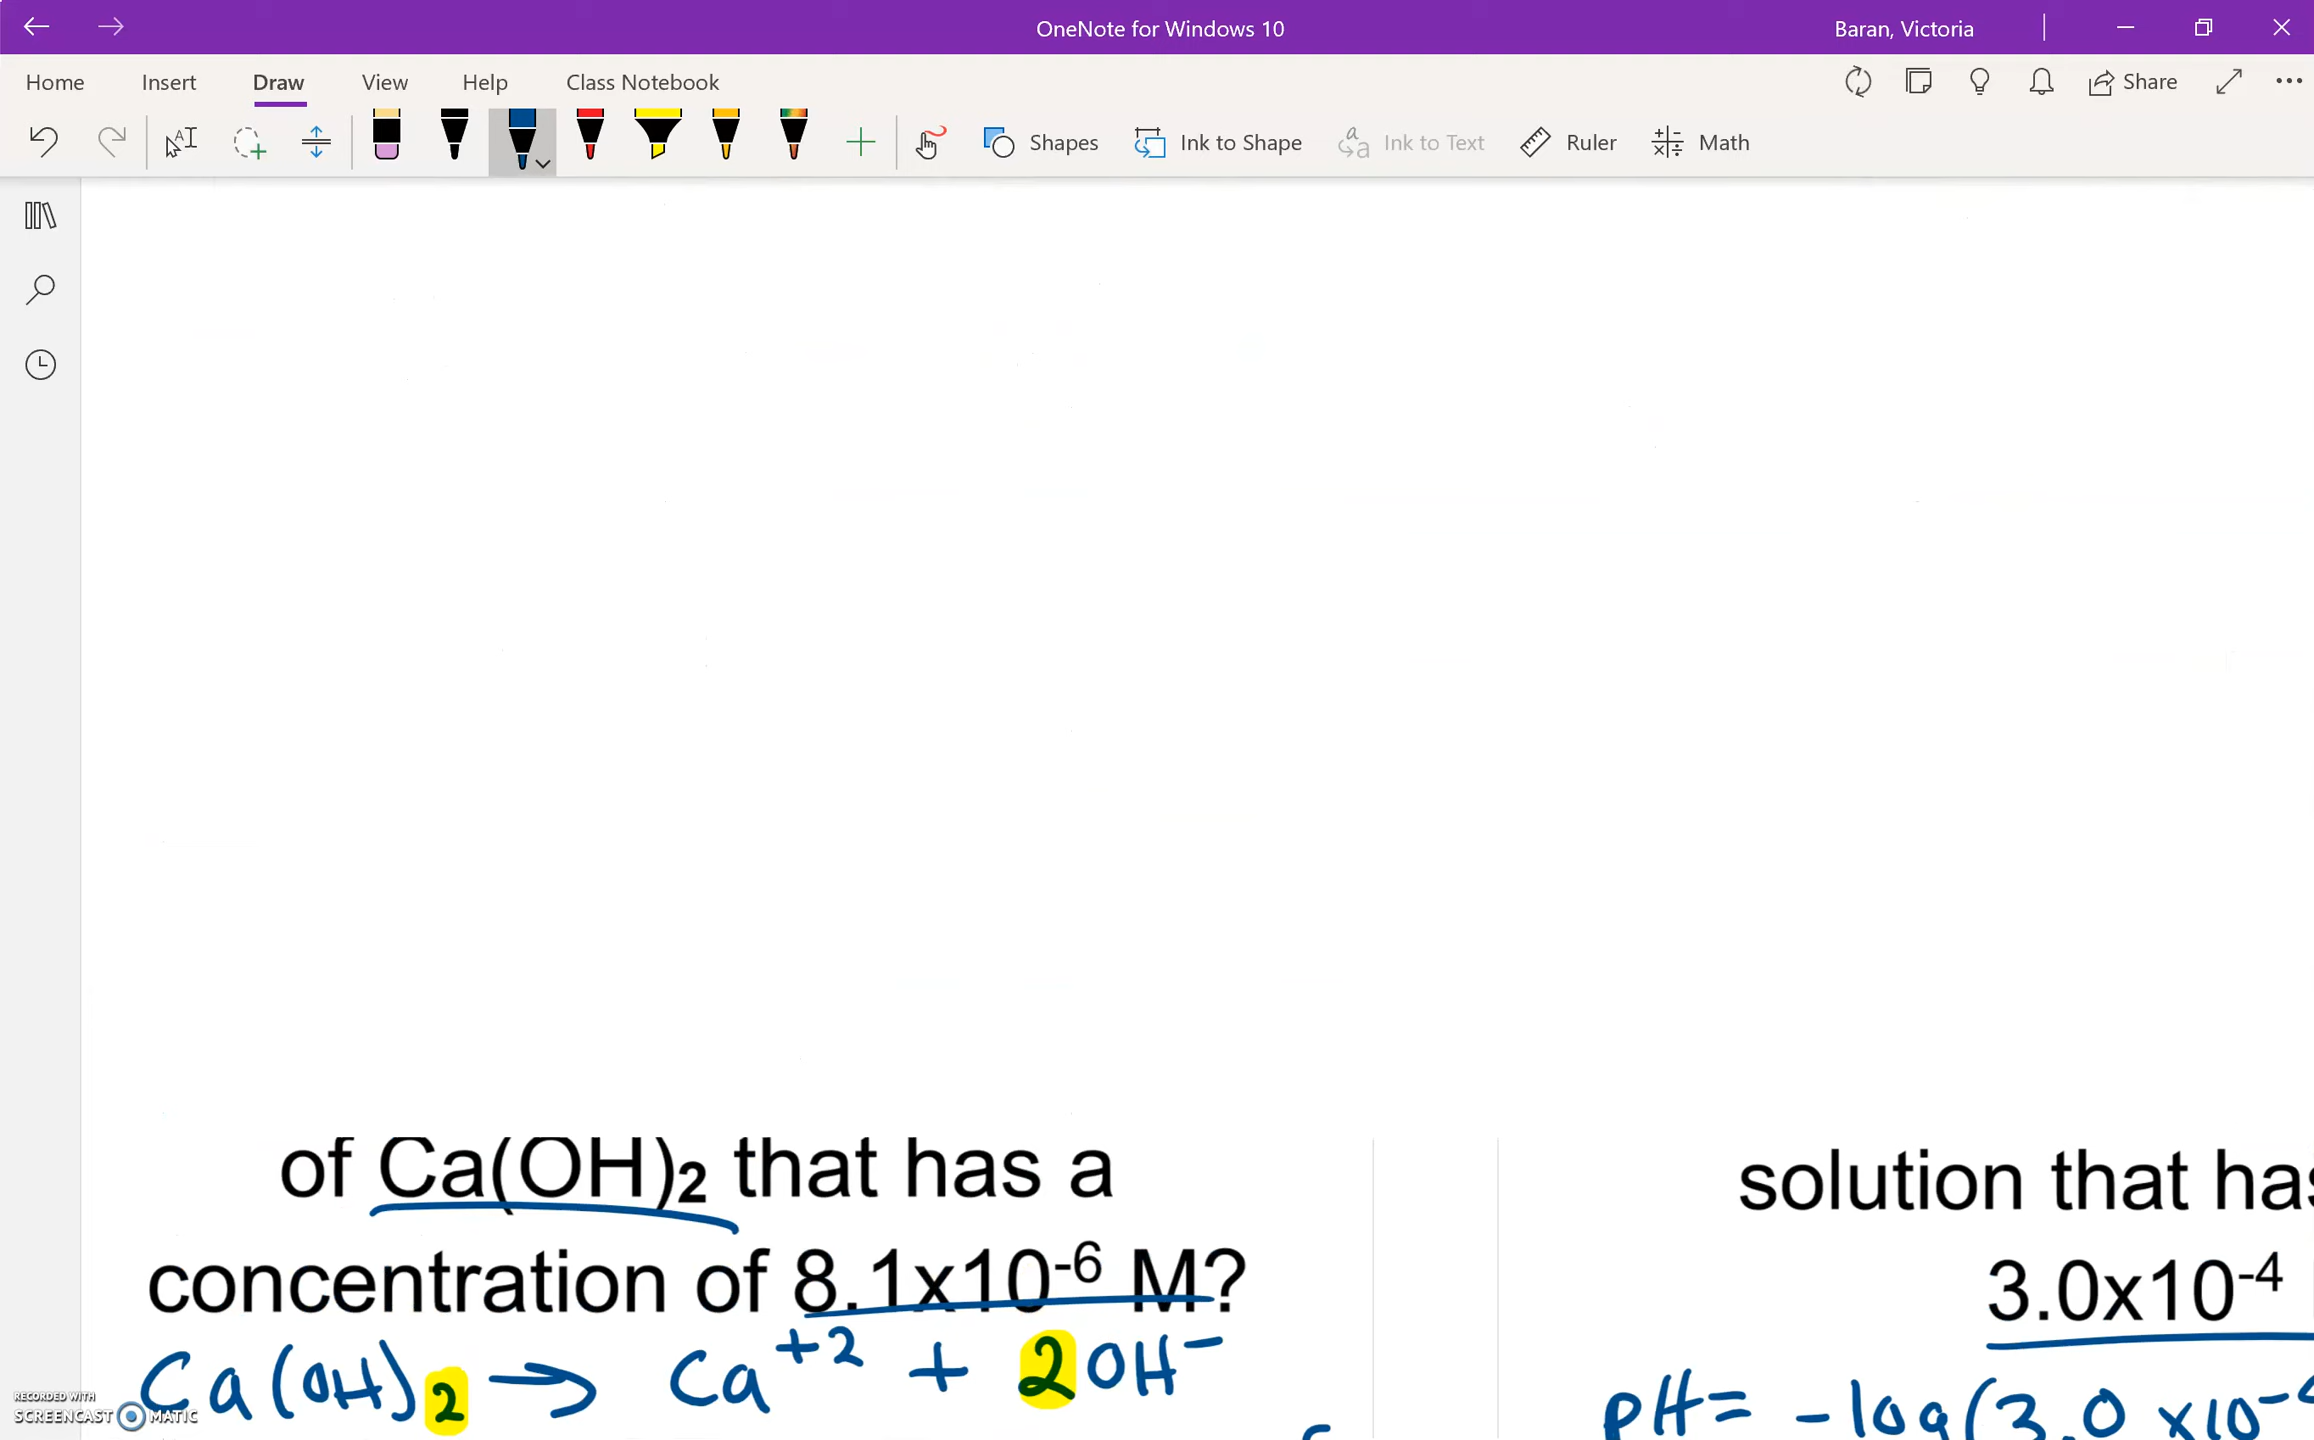 OneNote for Windows 10
Baran, Victoria
Home Insert Draw View Help Class Notebook
Share
Shapes Ink to Shape Ink to Text Ruler Math
of Ca(OH)₂ that has a
concentration of 8.1x10⁻⁶ M?
Ca(OH)₂ → Ca⁺² + 2OH⁻
solution that has
3.0x10⁻⁴
pH= -log(3.0 x10⁻⁴
RECORDED WITH
SCREENCAST MATIC